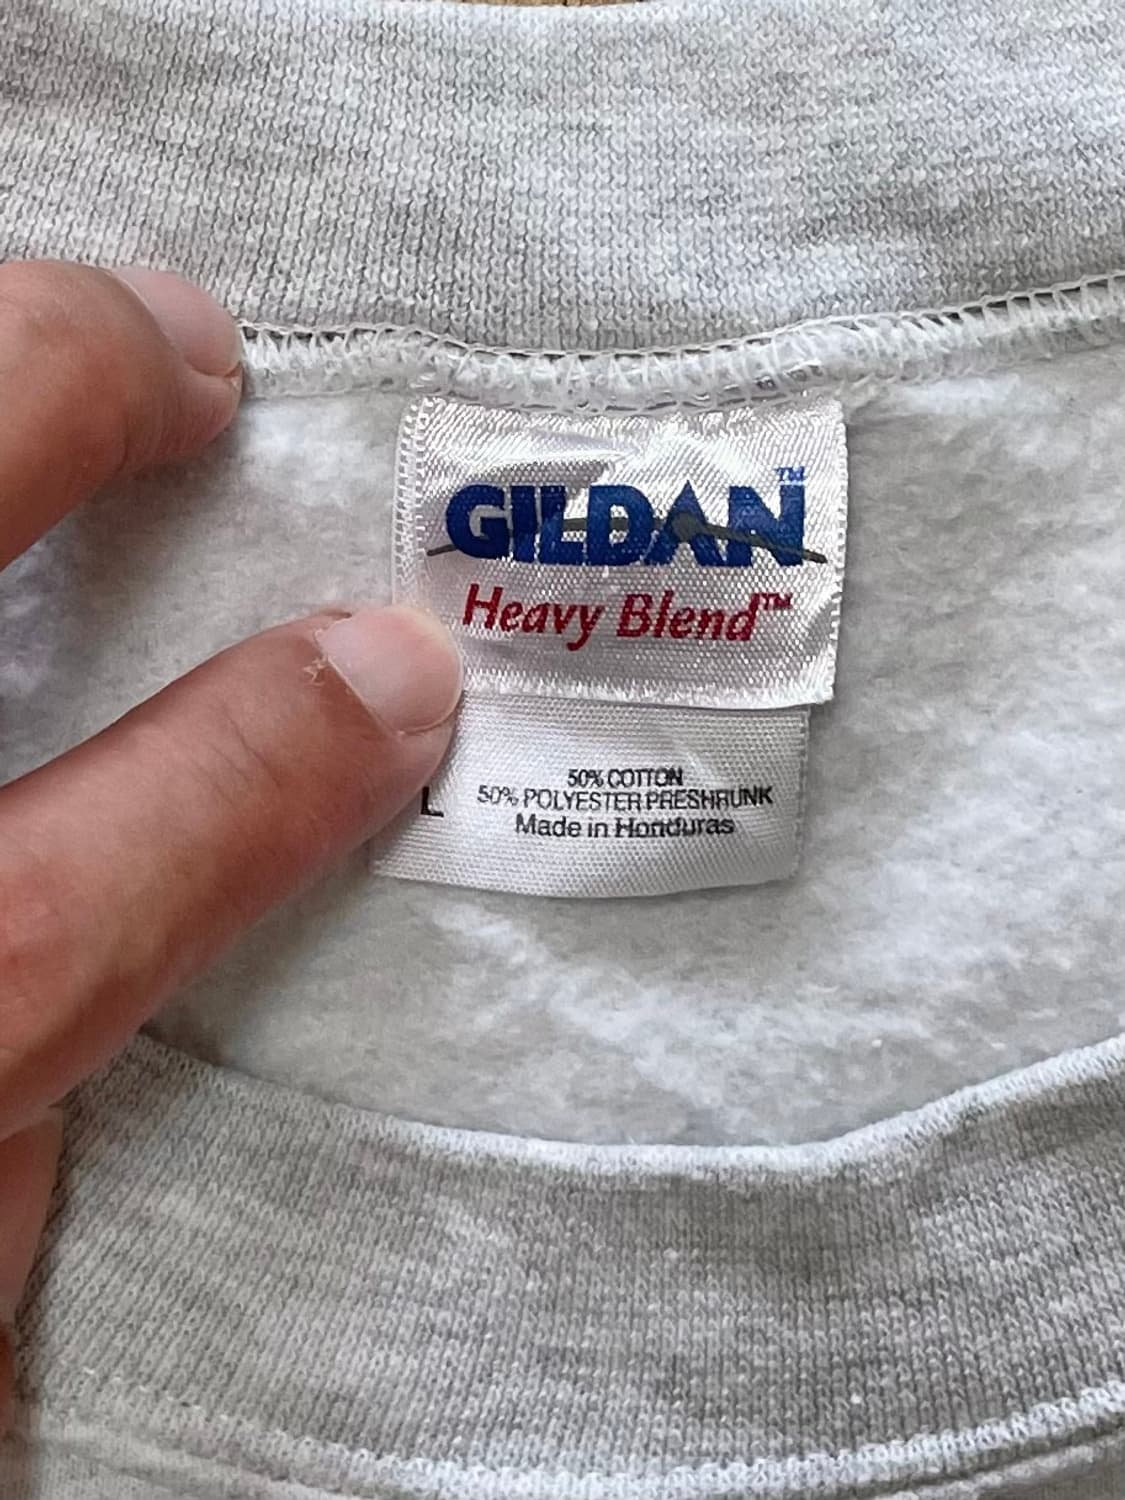 GILDAN™
Heavy Blend™
50% COTTON
L 50% POLYESTER PRESHRUNK
Made in Honduras